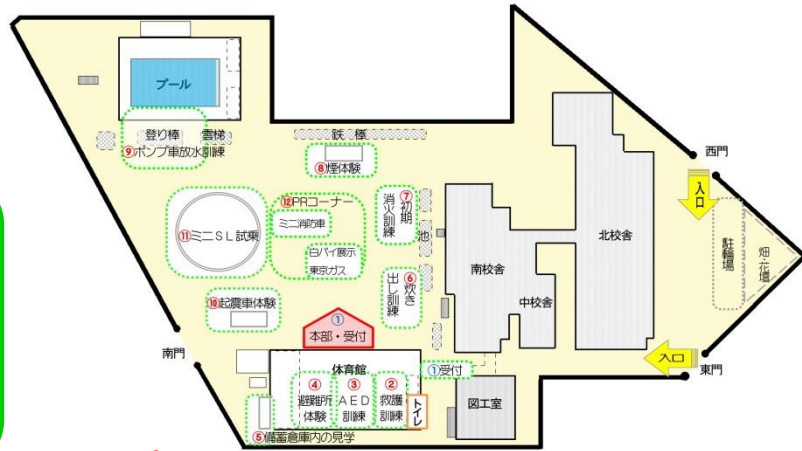 プール
登り棒 雲梯
⑨ポンプ車放水訓練
鉄棒
⑧煙体験
⑫PRコーナー
ミニ消防車
白バイ展示
東京ガス
⑦初期
消火訓練
池
⑪ミニSL試乗
⑥炊き
出し訓練
⑩起震車体験
①
本部・受付
南門
体育館
①受付
④
避難所
体験
③
AED
訓練
②
救護
訓練
トイレ
⑤備蓄倉庫内の見学
図工室
南校舎
中校舎
北校舎
西門
入口
駐輪場
畑・花壇
入口
東門